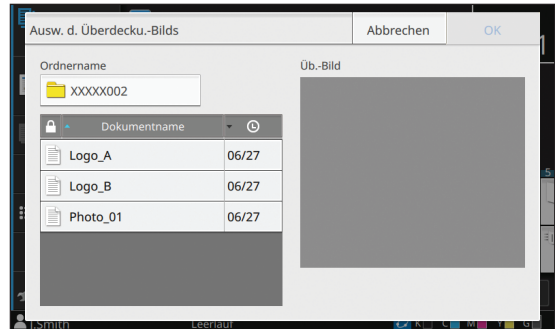 Ausw. d. Überdecku.-Bilds
Abbrechen
OK
Ordnername
XXXXX002
Üb.-Bild
Dokumentname
Logo_A 06/27
Logo_B 06/27
Photo_01 06/27
5
J.Smith
Leerlauf
K C M Y G